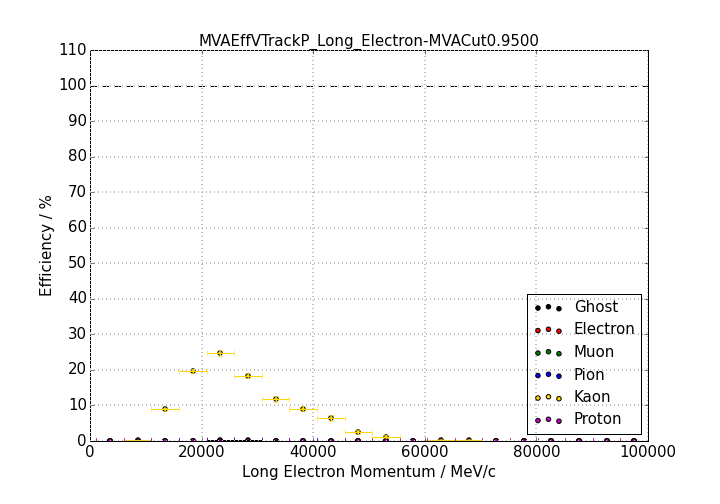 MVAEffVTrackP_Long_Electron-MVACut0.9500
110
100
90
80
70
60
50
40
30
20
10
0
Efficiency / %
0 20000 40000 60000 80000 100000
Long Electron Momentum / MeV/c
Ghost
Electron
Muon
Pion
Kaon
Proton